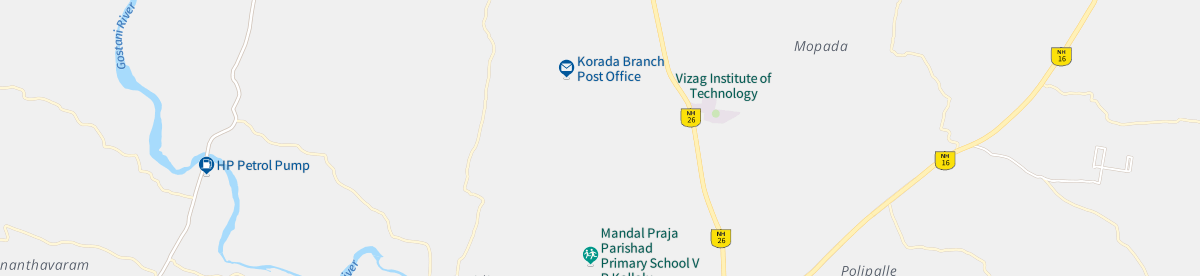 Gostani River
Korada Branch
Post Office
Mopada
Vizag Institute of
Technology
NH
16
NH
26
NH
16
HP Petrol Pump
Mandal Praja
Parishad
Primary School V
NH
26
nanthavaram
River
Polipalle